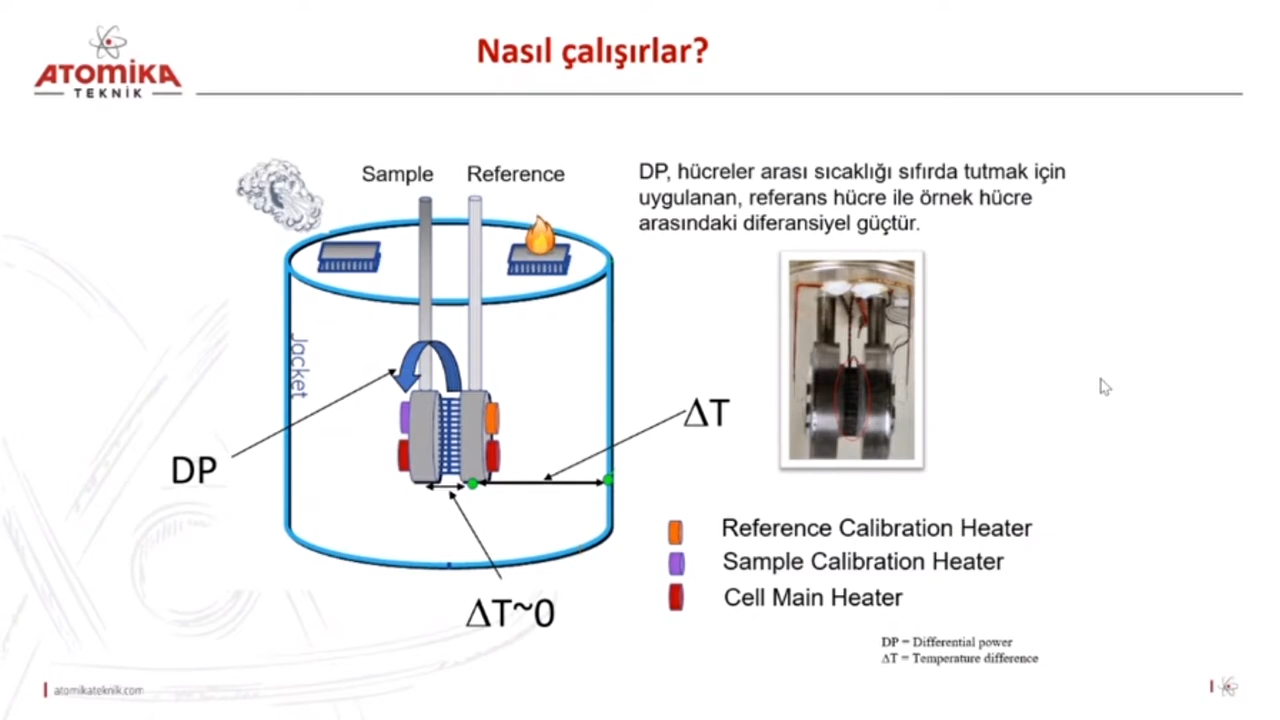 Nasıl çalışırlar?
ATOMİKA
TEKNİK
Sample
Reference
DP, hücreler arası sıcaklığı sıfırda tutmak için
uygulanan, referans hücre ile örnek hücre
arasındaki diferansiyel güçtür.
Jacket
ΔT
DP
ΔT~0
Reference Calibration Heater
Sample Calibration Heater
Cell Main Heater
DP = Differential power
ΔT = Temperature difference
atomikateknik.com